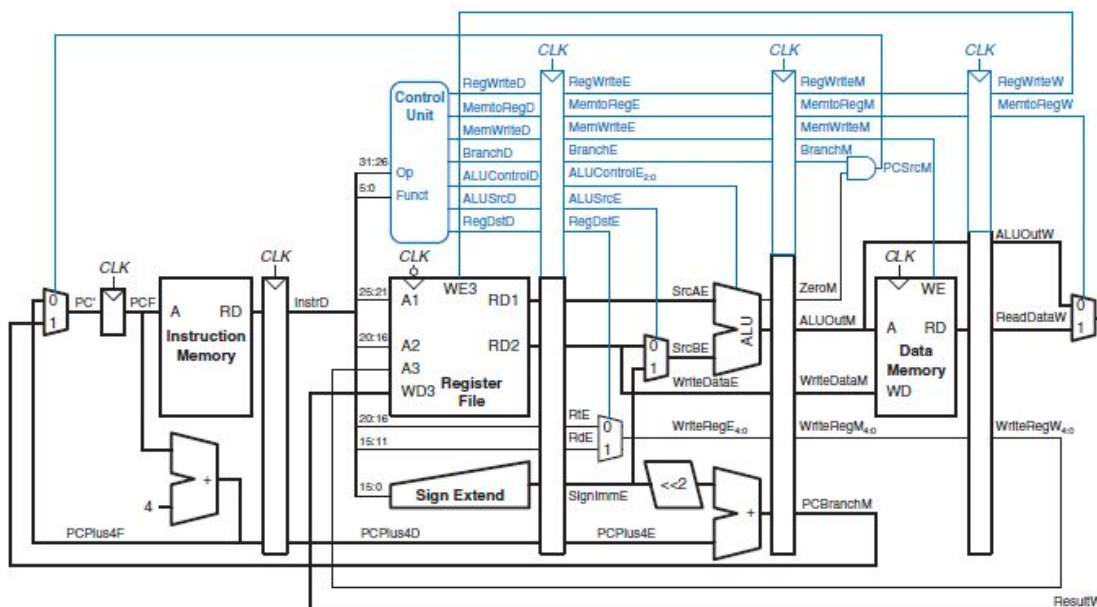 CLK CLK CLK
Control Unit
RegWriteD RegWriteE RegWriteM RegWriteW
MemtoRegD MemtoRegE MemtoRegM MemtoRegW
MemWriteD MemWriteE MemWriteM
BranchD BranchE BranchM
PCSrcM
31:26 Op
ALUControlD ALUControlE2:0
5:0 Funct
ALUSrcD ALUSrcE
RegDstD RegDstE
CLK CLK CLK CLK
ALUOutW
0 1 PC' PCF
A RD
Instruction Memory
InstrD
25:21 A1 WE3 RD1
SrcAE
ALU
ZeroM
WE
20:16 A2 RD2
0 1 SrcBE
ALUOutM
A RD
Data Memory
WD
ReadDataW
0 1
A3
WD3 Register File
WriteDataE WriteDataM
20:16 RtE 0
15:11 RdE 1
WriteRegE4:0 WriteRegM4:0 WriteRegW4:0
15:0 Sign Extend
SignImmE
<<2
+
4
+
PCBranchM
PCPlus4F PCPlus4D PCPlus4E
ResultW